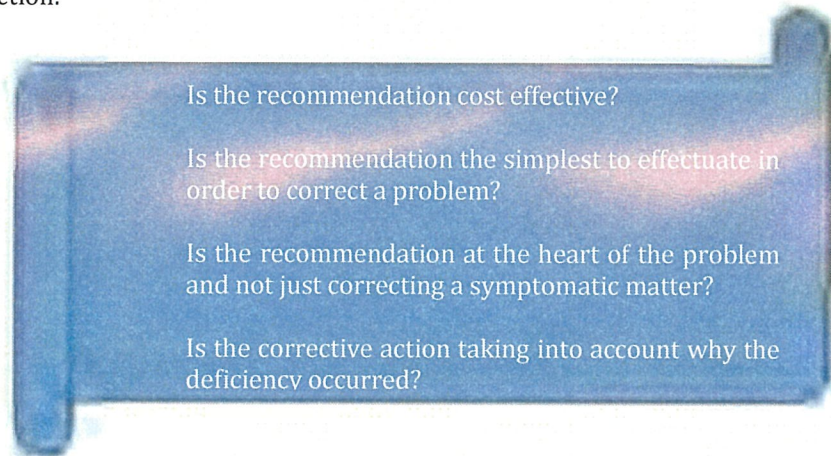 Is the recommendation cost effective?
Is the recommendation the simplest to effectuate in
order to correct a problem?
Is the recommendation at the heart of the problem
and not just correcting a symptomatic matter?
Is the corrective action taking into account why the
deficiency occurred?